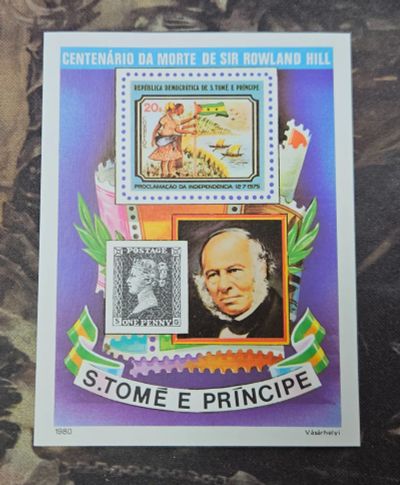 CENTENÁRIO DA MORTE DE SIR ROWLAND HILL
REPÚBLICA DEMOCRÁTICA DE S. TOMÉ E PRÍNCIPE
20
PROCLAMAÇÃO DA INDEPENDÊNCIA 12 7 1975
POSTAGE
ONE PENNY
S. TOMÉ E PRÍNCIPE
1980
Vásárhelyi